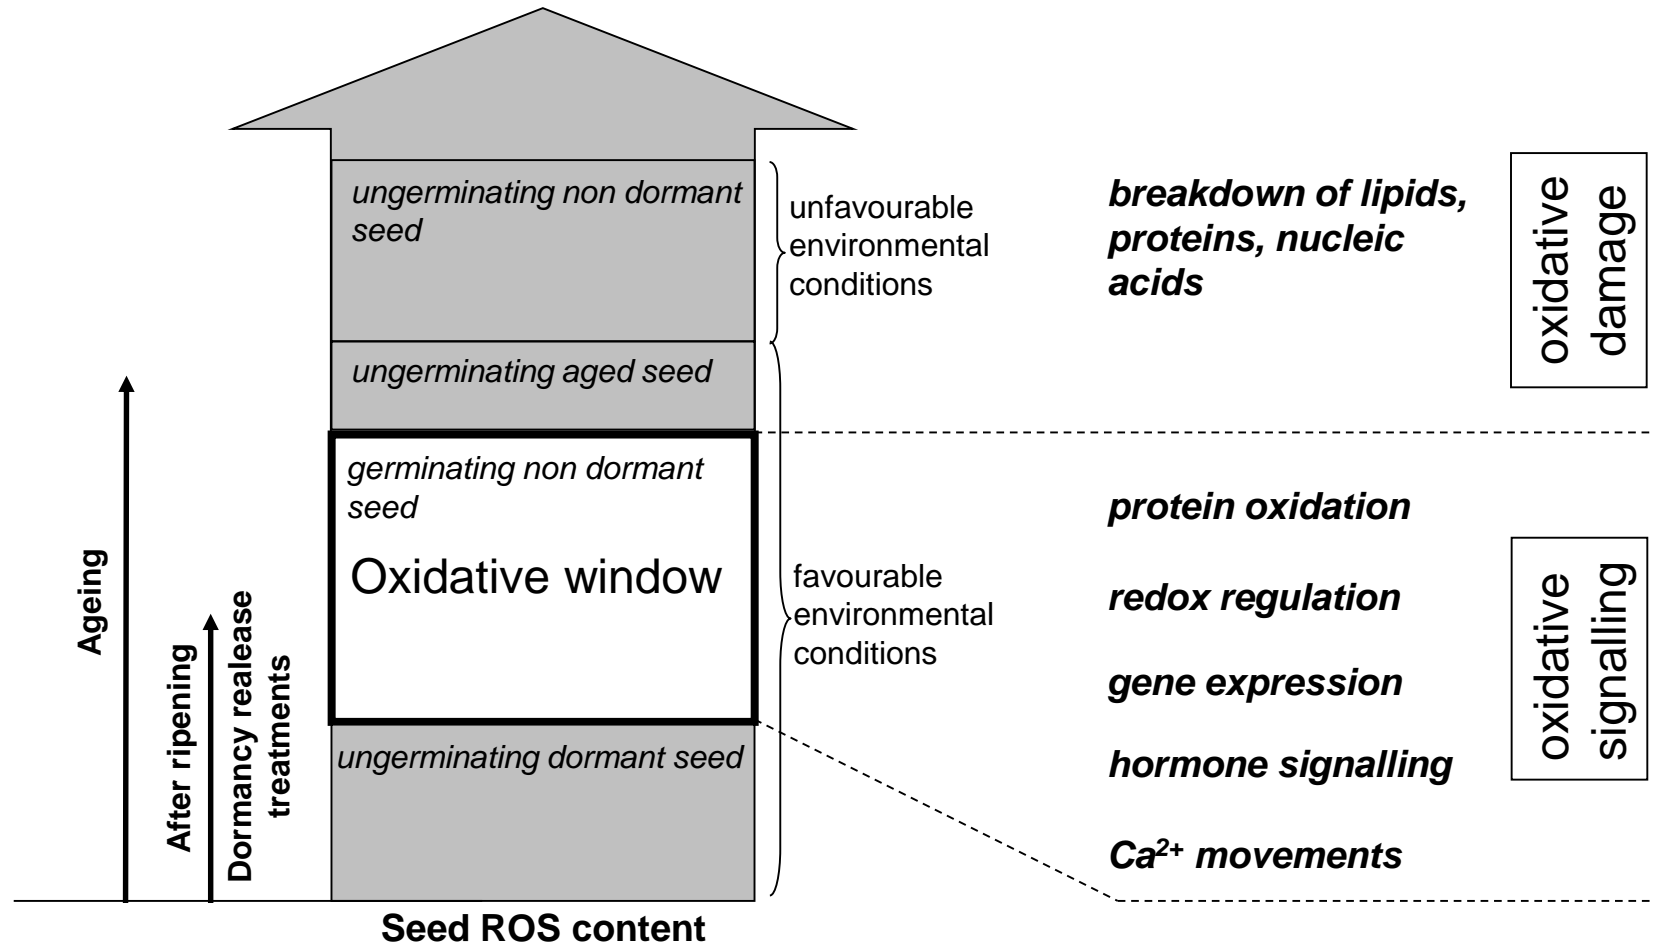 ungerminating non dormant
seed
unfavourable
environmental
conditions
breakdown of lipids,
proteins, nucleic
acids
oxidative
damage
ungerminating aged seed
germinating non dormant
seed
Oxidative window
favourable
environmental
conditions
protein oxidation
redox regulation
gene expression
hormone signalling
Ca²⁺ movements
oxidative
signalling
Ageing
After ripening
Dormancy realease
treatments
ungerminating dormant seed
Seed ROS content